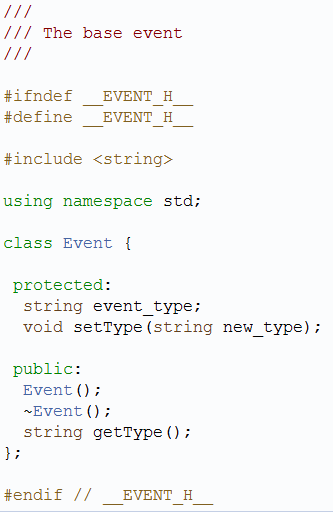 ///
/// The base event
///
#ifndef __EVENT_H__
#define __EVENT_H__
#include <string>
using namespace std;
class Event {
protected:
string event_type;
void setType(string new_type);
public:
Event();
~Event();
string getType();
};
#endif // __EVENT_H__